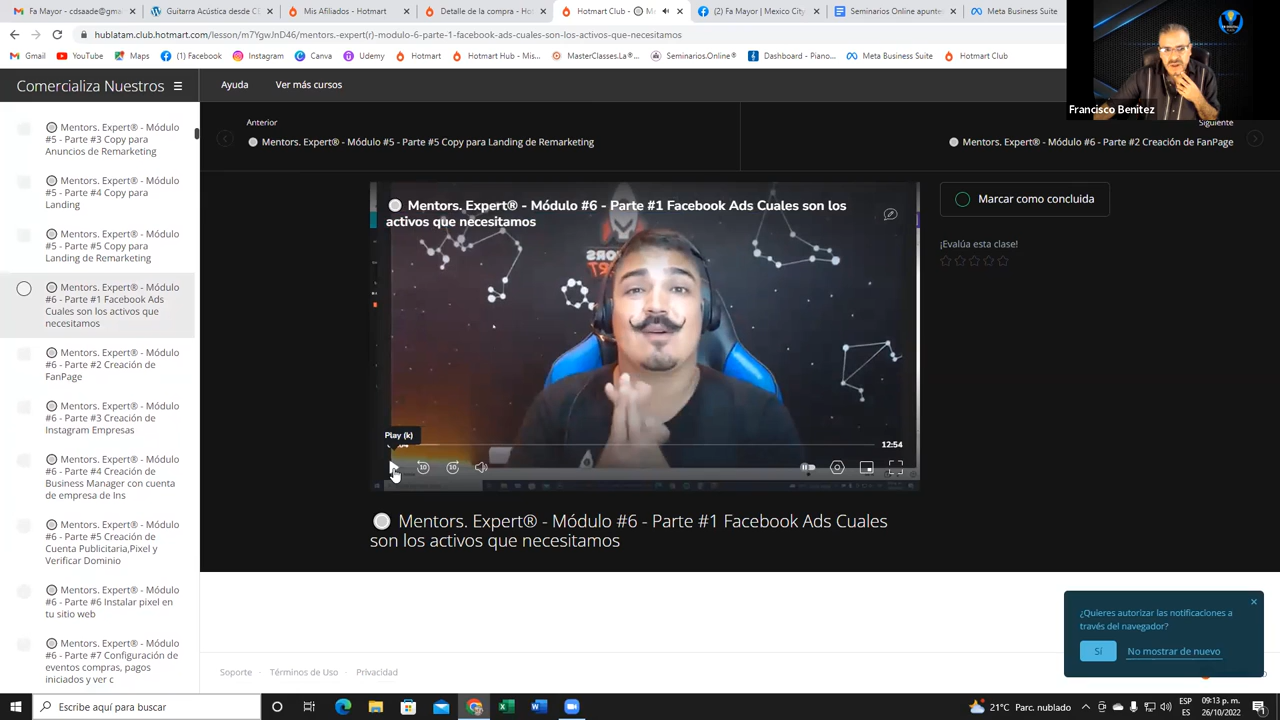 Fa Mayor - cdsaade@gm
Guitarra Acústica desde C
Mis Afiliados - Hotmart
Detalle de la compra - Hotm
Hotmart Club - M
(2) Fa Mayor | Mexico City
Seminarios Online apunte
Meta Business Suite
hublatam.club.hotmart.com/lesson/m7YgwJnD46/mentors-expert(r)-modulo-6-parte-1-facebook-ads-cuales-son-los-activos-que-necesitamos
Gmail
YouTube
Maps
(1) Facebook
Instagram
Canva
Udemy
Hotmart
Hotmart Hub - Mis...
MasterClasses.La®...
Seminarios.Online®
Dashboard - Piano...
Meta Business Suite
Hotmart Club
Francisco Benitez
Comercializa Nuestros
Ayuda
Ver más cursos
Anterior
Mentors. Expert® - Módulo #5 - Parte #5 Copy para Landing de Remarketing
Siguiente
Mentors. Expert® - Módulo #6 - Parte #2 Creación de FanPage
Mentors. Expert® - Módulo
#5 - Parte #3 Copy para
Anuncios de Remarketing
Mentors. Expert® - Módulo
#5 - Parte #4 Copy para
Landing
Mentors. Expert® - Módulo
#5 - Parte #5 Copy para
Landing de Remarketing
Mentors. Expert® - Módulo
#6 - Parte #1 Facebook Ads
Cuales son los activos que
necesitamos
Mentors. Expert® - Módulo
#6 - Parte #2 Creación de
FanPage
Mentors. Expert® - Módulo
#6 - Parte #3 Creación de
Instagram Empresas
Mentors. Expert® - Módulo
#6 - Parte #4 Creación de
Business Manager con cuenta
de empresa de Ins
Mentors. Expert® - Módulo
#6 - Parte #5 Creación de
Cuenta Publicitaria,Pixel y
Verificar Dominio
Mentors. Expert® - Módulo
#6 - Parte #6 Instalar pixel en
tu sitio web
Mentors. Expert® - Módulo
#6 - Parte #7 Configuración de
eventos compras, pagos
iniciados y ver c
Mentors. Expert® - Módulo #6 - Parte #1 Facebook Ads Cuales son los
activos que necesitamos
Play (k)
12:54
10
10
Marcar como concluida
¡Evalúa esta clase!
Mentors. Expert® - Módulo #6 - Parte #1 Facebook Ads Cuales
son los activos que necesitamos
¿Quieres autorizar las notificaciones a
través del navegador?
Sí
No mostrar de nuevo
Soporte · Términos de Uso · Privacidad
Escribe aquí para buscar
21°C Parc. nublado
ESP
ES
09:13 p. m.
26/10/2022